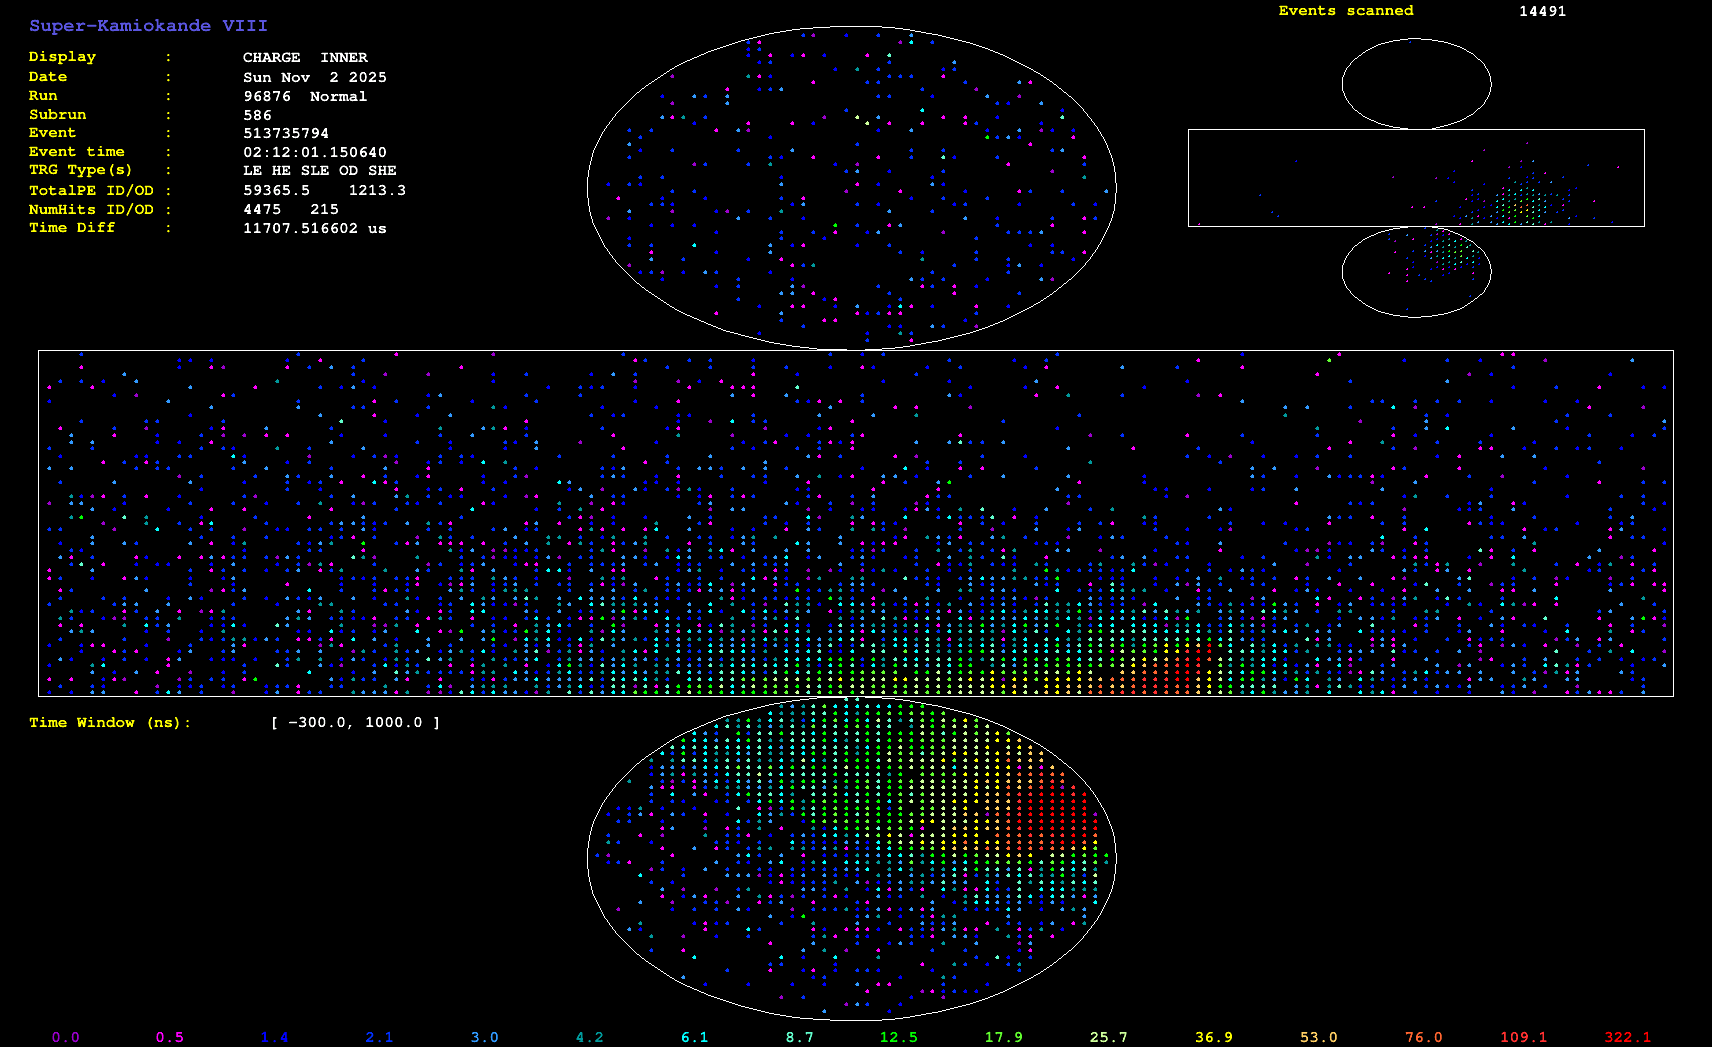 Super-Kamiokande VIII
Events scanned 14491
Display : CHARGE INNER
Date : Sun Nov 2 2025
Run : 96876 Normal
Subrun : 586
Event : 513735794
Event time : 02:12:01.150640
TRG Type(s) : LE HE SLE OD SHE
TotalPE ID/OD : 59365.5 1213.3
NumHits ID/OD : 4475 215
Time Diff : 11707.516602 us
Time Window (ns): [ -300.0, 1000.0 ]
0.0 0.5 1.4 2.1 3.0 4.2 6.1 8.7 12.5 17.9 25.7 36.9 53.0 76.0 109.1 322.1